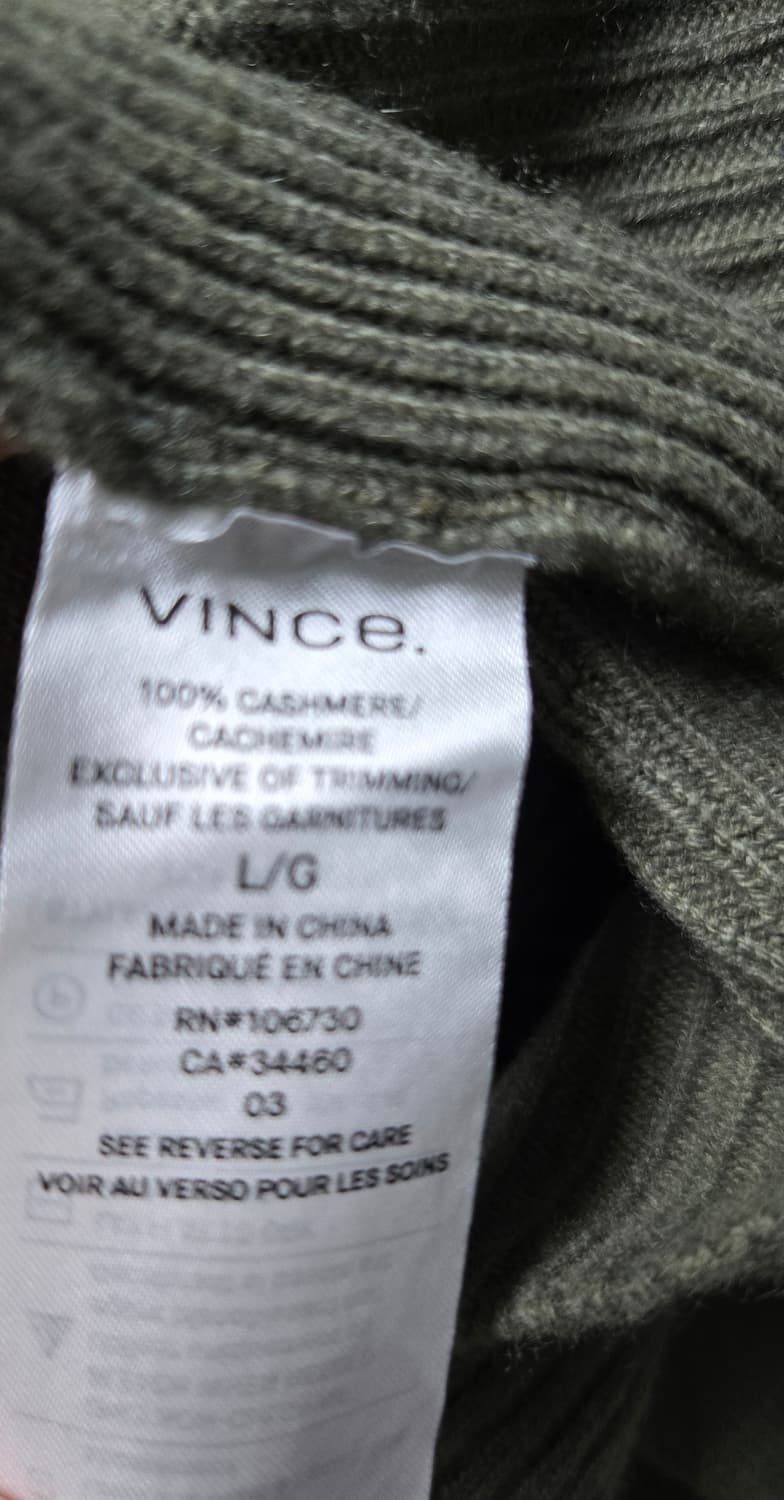 VINCE.
100% CASHMERE/
CACHEMIRE
EXCLUSIVE OF TRIMMING/
SAUF LES GARNITURES
L/G
MADE IN CHINA
FABRIQUÉ EN CHINE
RN#106730
CA#34460
03
SEE REVERSE FOR CARE
VOIR AU VERSO POUR LES SOINS